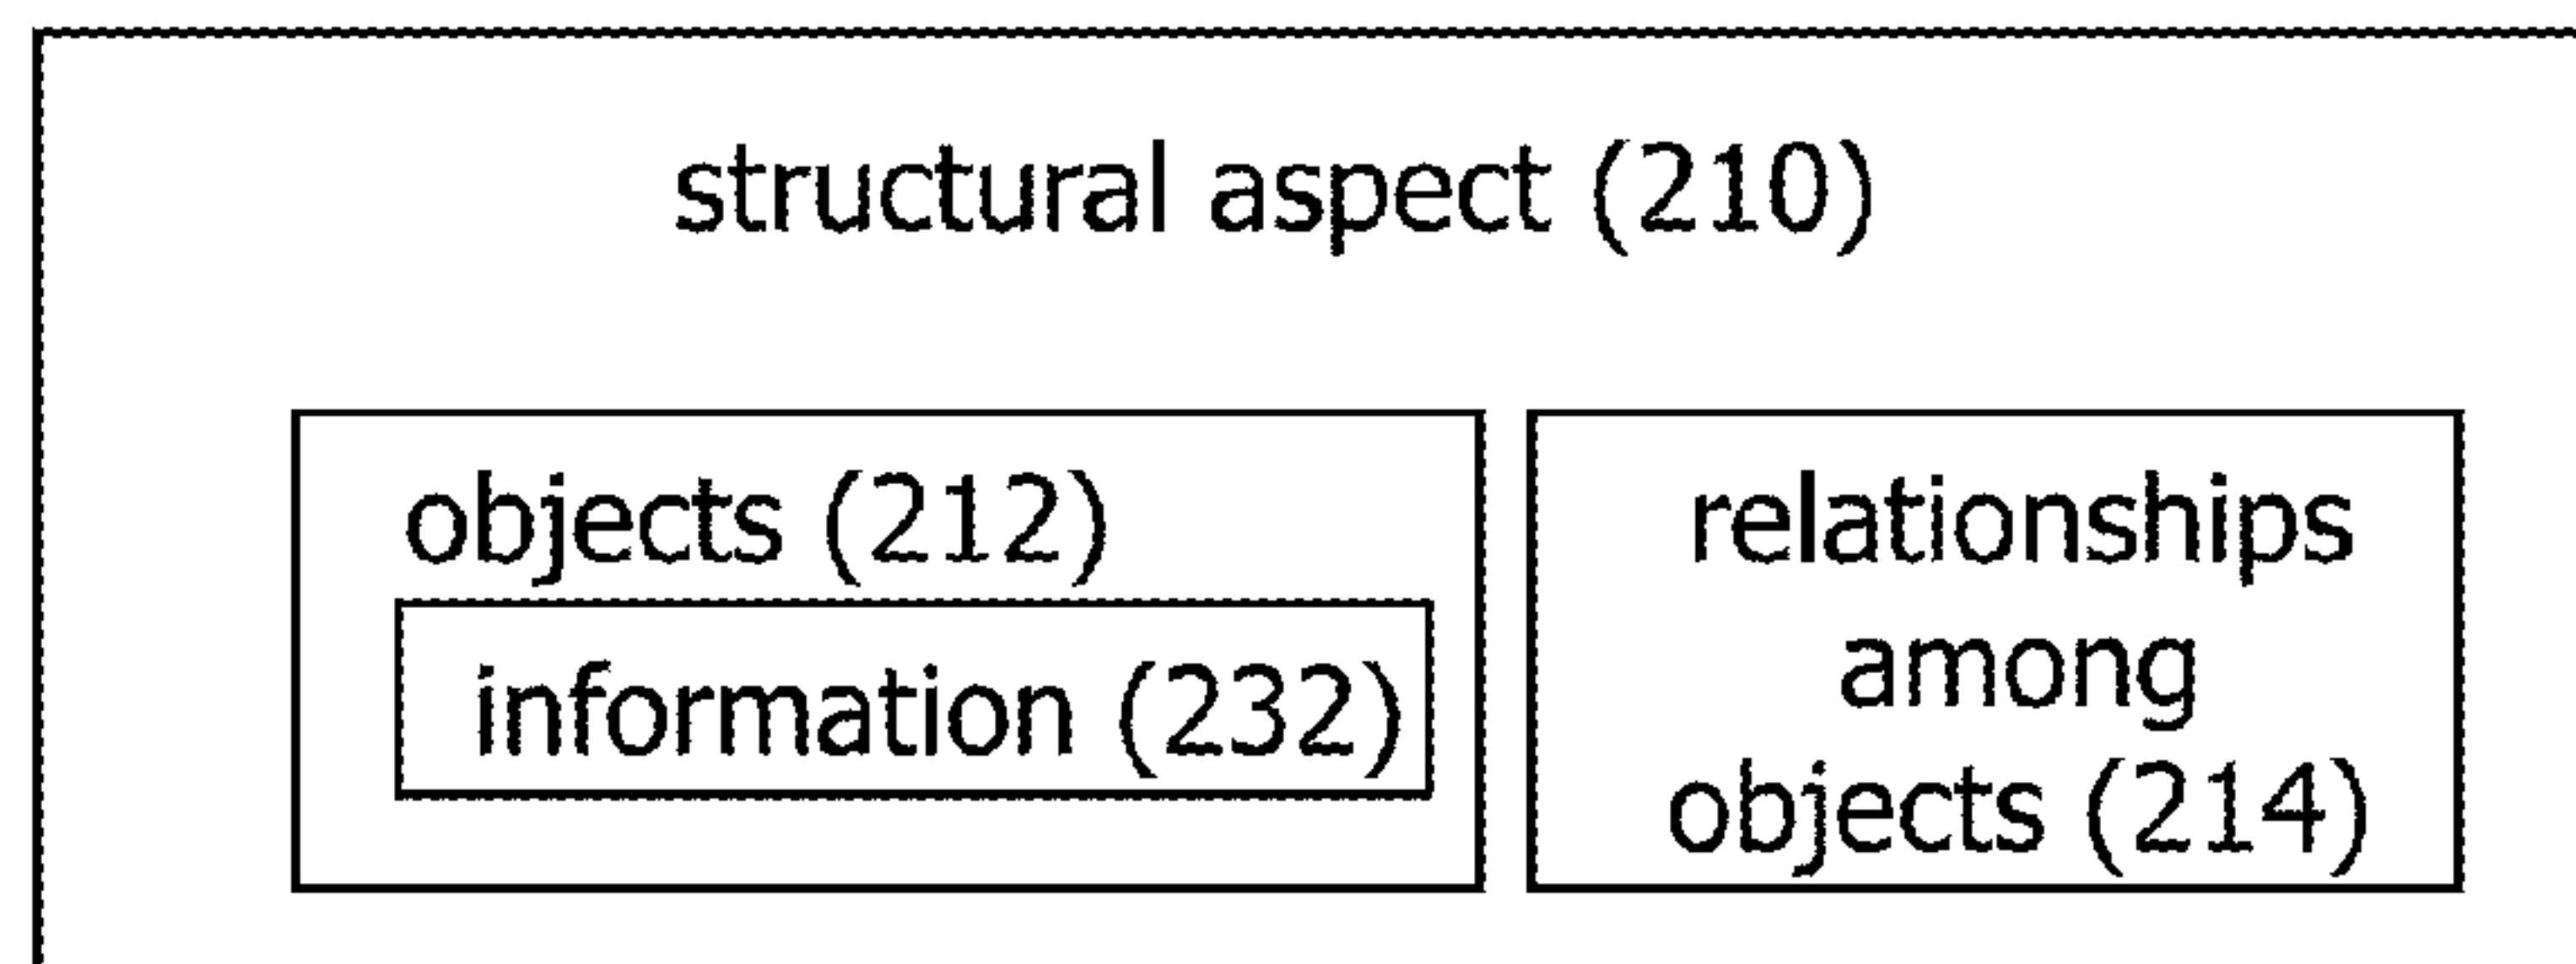 structural aspect (210)
objects (212)
information (232)
relationships
among
objects (214)